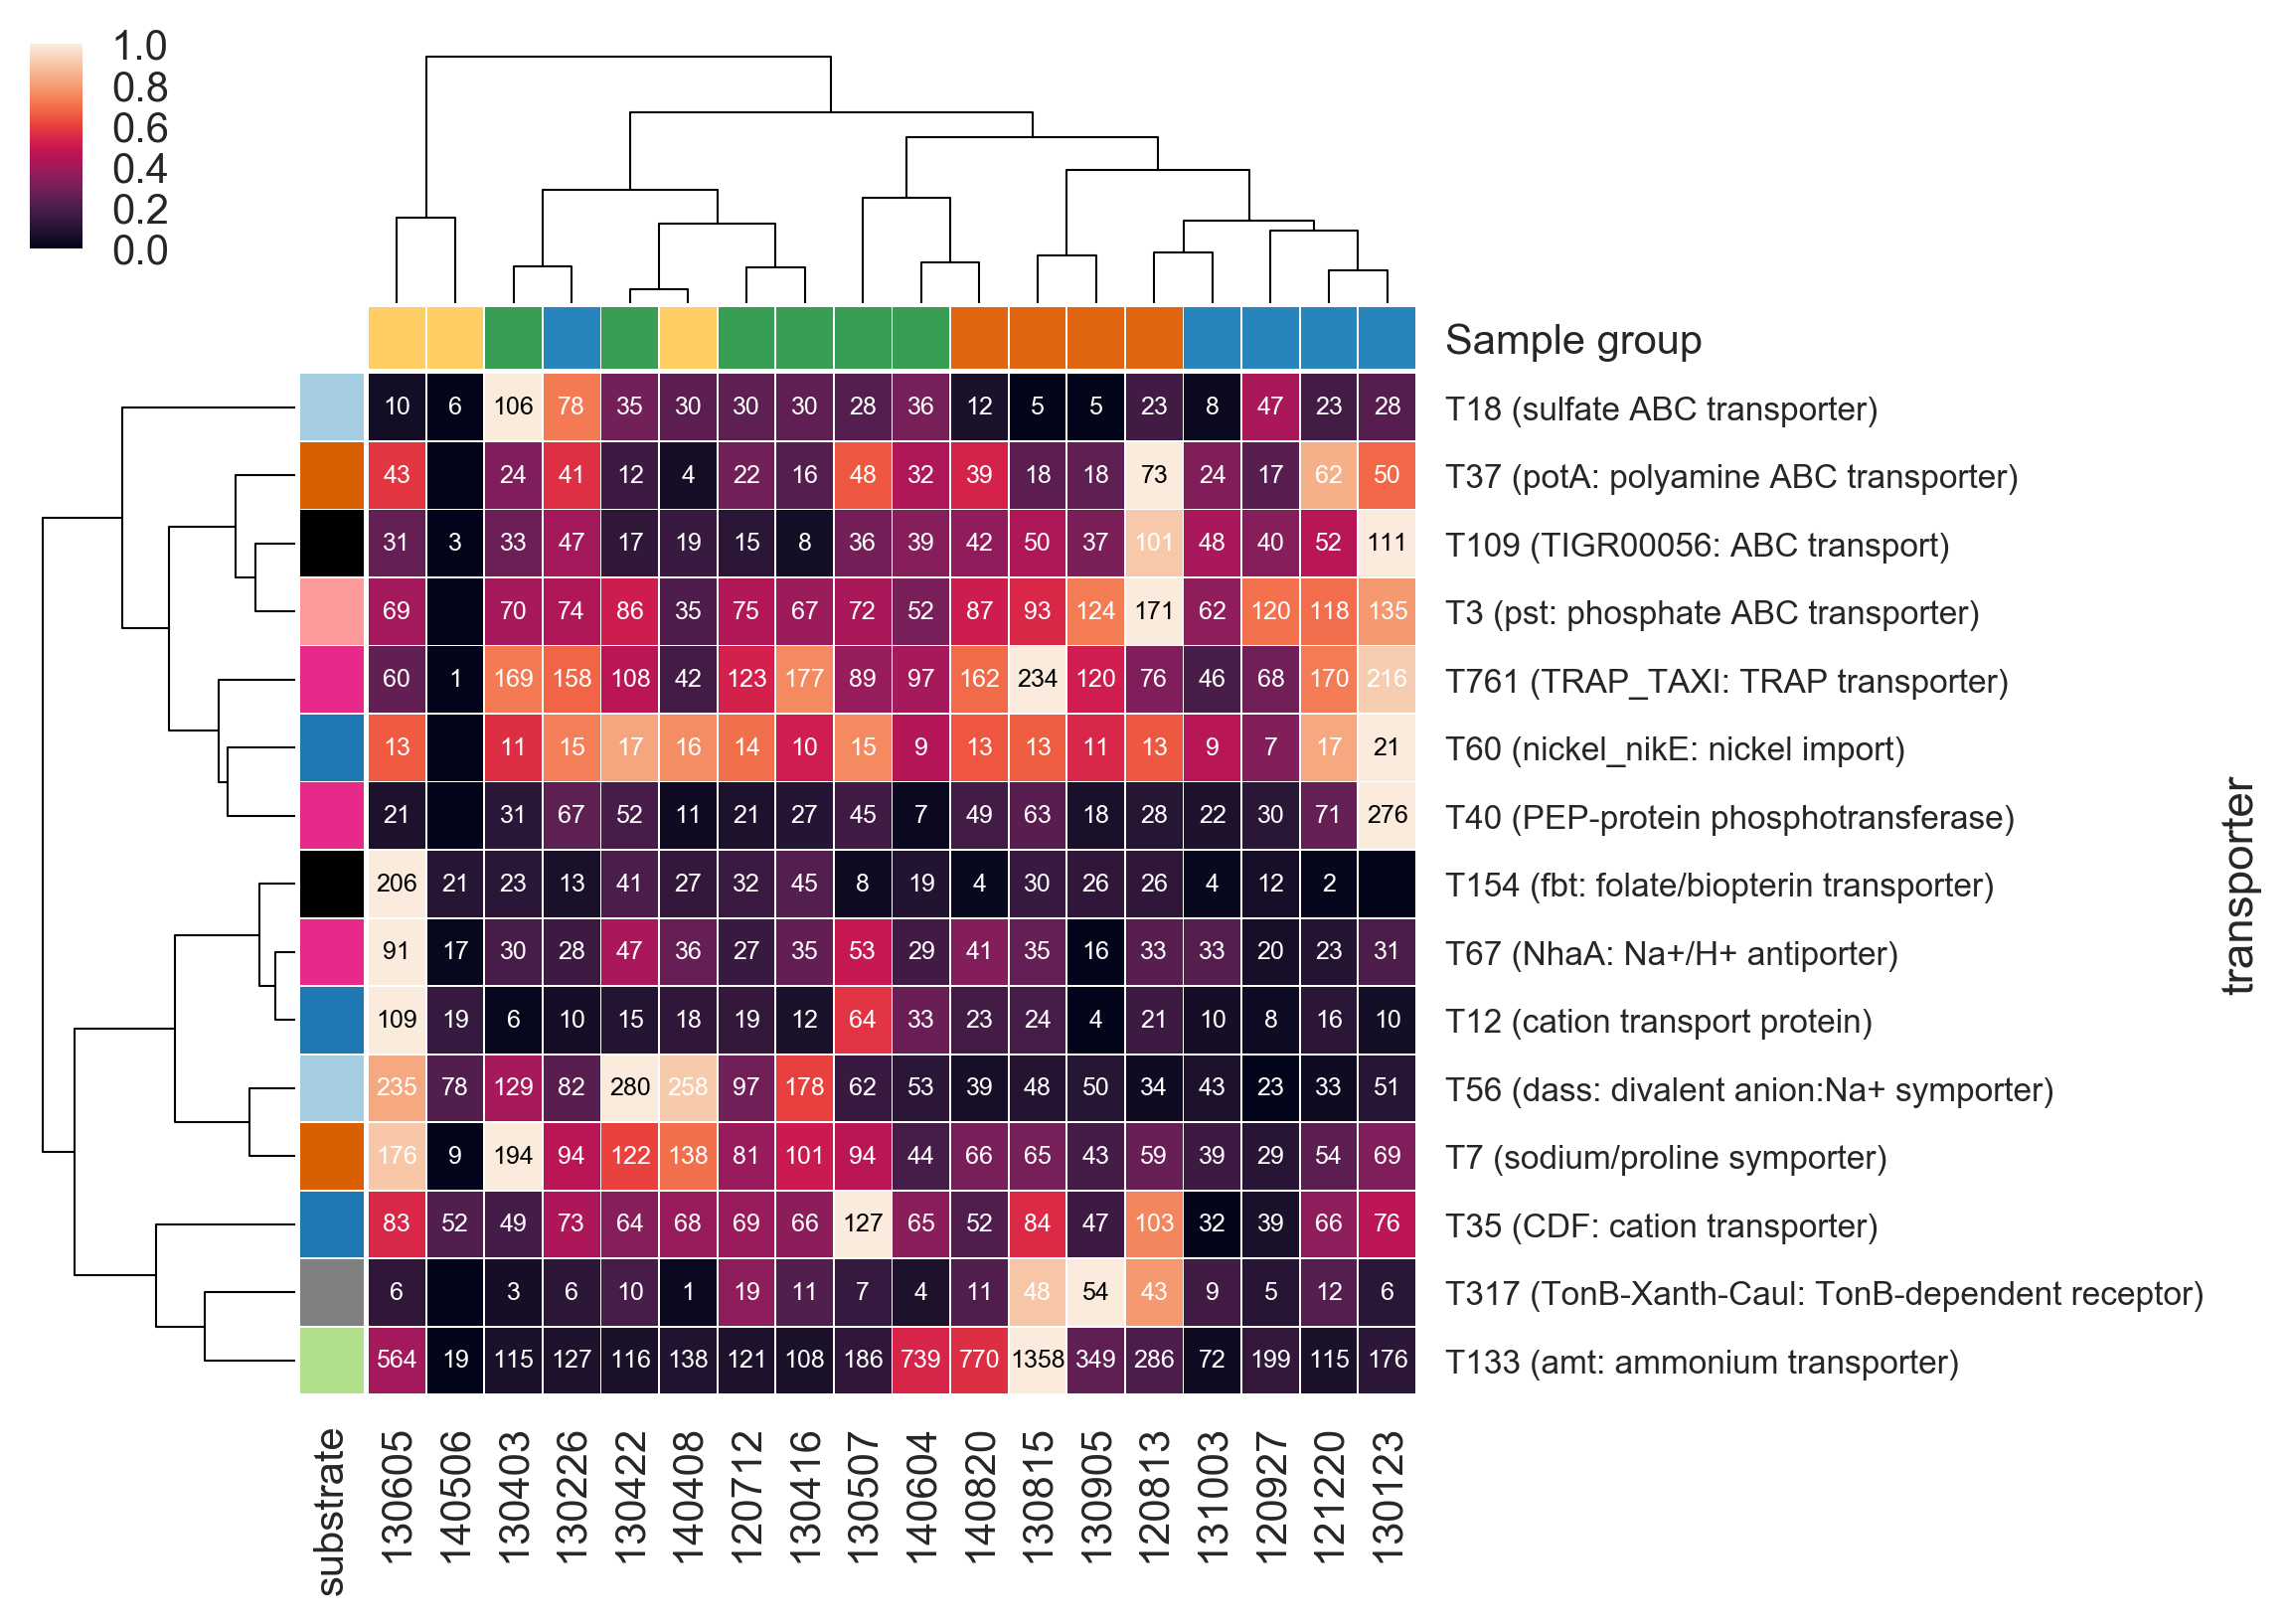 1.0
0.8
0.6
0.4
0.2
0.0
Sample group
10 6 106 78 35 30 30 30 28 36 12 5 5 23 8 47 23 28 T18 (sulfate ABC transporter)
43 24 41 12 4 22 16 48 32 39 18 18 73 24 17 62 50 T37 (potA: polyamine ABC transporter)
31 3 33 47 17 19 15 8 36 39 42 50 37 101 48 40 52 111 T109 (TIGR00056: ABC transport)
69 70 74 86 35 75 67 72 52 87 93 124 171 62 120 118 135 T3 (pst: phosphate ABC transporter)
60 1 169 158 108 42 123 177 89 97 162 234 120 76 46 68 170 216 T761 (TRAP_TAXI: TRAP transporter)
13 11 15 17 16 14 10 15 9 13 13 11 13 9 7 17 21 T60 (nickel_nikE: nickel import)
21 31 67 52 11 21 27 45 7 49 63 18 28 22 30 71 276 T40 (PEP-protein phosphotransferase)
206 21 23 13 41 27 32 45 8 19 4 30 26 26 4 12 2 T154 (fbt: folate/biopterin transporter)
91 17 30 28 47 36 27 35 53 29 41 35 16 33 33 20 23 31 T67 (NhaA: Na+/H+ antiporter)
109 19 6 10 15 18 19 12 64 33 23 24 4 21 10 8 16 10 T12 (cation transport protein)
235 78 129 82 280 258 97 178 62 53 39 48 50 34 43 23 33 51 T56 (dass: divalent anion:Na+ symporter)
176 9 194 94 122 138 81 101 94 44 66 65 43 59 39 29 54 69 T7 (sodium/proline symporter)
83 52 49 73 64 68 69 66 127 65 52 84 47 103 32 39 66 76 T35 (CDF: cation transporter)
6 3 6 10 1 19 11 7 4 11 48 54 43 9 5 12 6 T317 (TonB-Xanth-Caul: TonB-dependent receptor)
564 19 115 127 116 138 121 108 186 739 770 1358 349 286 72 199 115 176 T133 (amt: ammonium transporter)
transporter
substrate
130605
140506
130403
130226
130422
140408
120712
130416
130507
140604
140820
130815
130905
120813
131003
120927
121220
130123